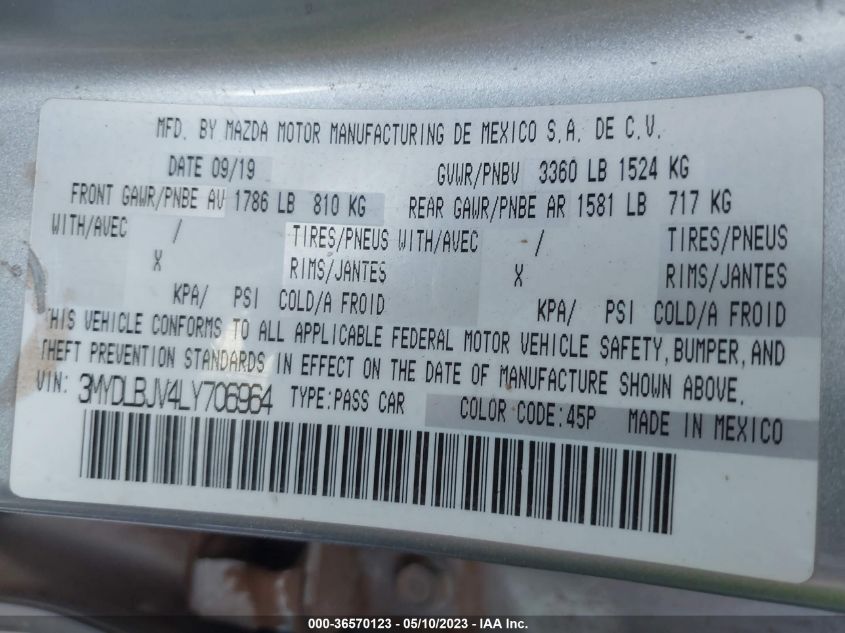 MFD. BY MAZDA MOTOR MANUFACTURING DE MEXICO S.A. DE C.V.
DATE 09/19 GVWR/PNBV 3360 LB 1524 KG
FRONT GAWR/PNBE AV 1786 LB 810 KG REAR GAWR/PNBE AR 1581 LB 717 KG
WITH/AVEC / TIRES/PNEUS WITH/AVEC / TIRES/PNEUS
X RIMS/JANTES X RIMS/JANTES
KPA/ PSI COLD/A FROID KPA/ PSI COLD/A FROID
THIS VEHICLE CONFORMS TO ALL APPLICABLE FEDERAL MOTOR VEHICLE SAFETY, BUMPER, AND
THEFT PREVENTION STANDARDS IN EFFECT ON THE DATE OF MANUFACTURE SHOWN ABOVE.
VIN: 3MYDLBJV4LY706964 TYPE:PASS CAR COLOR CODE:45P MADE IN MEXICO
000-36570123 - 05/10/2023 - IAA Inc.